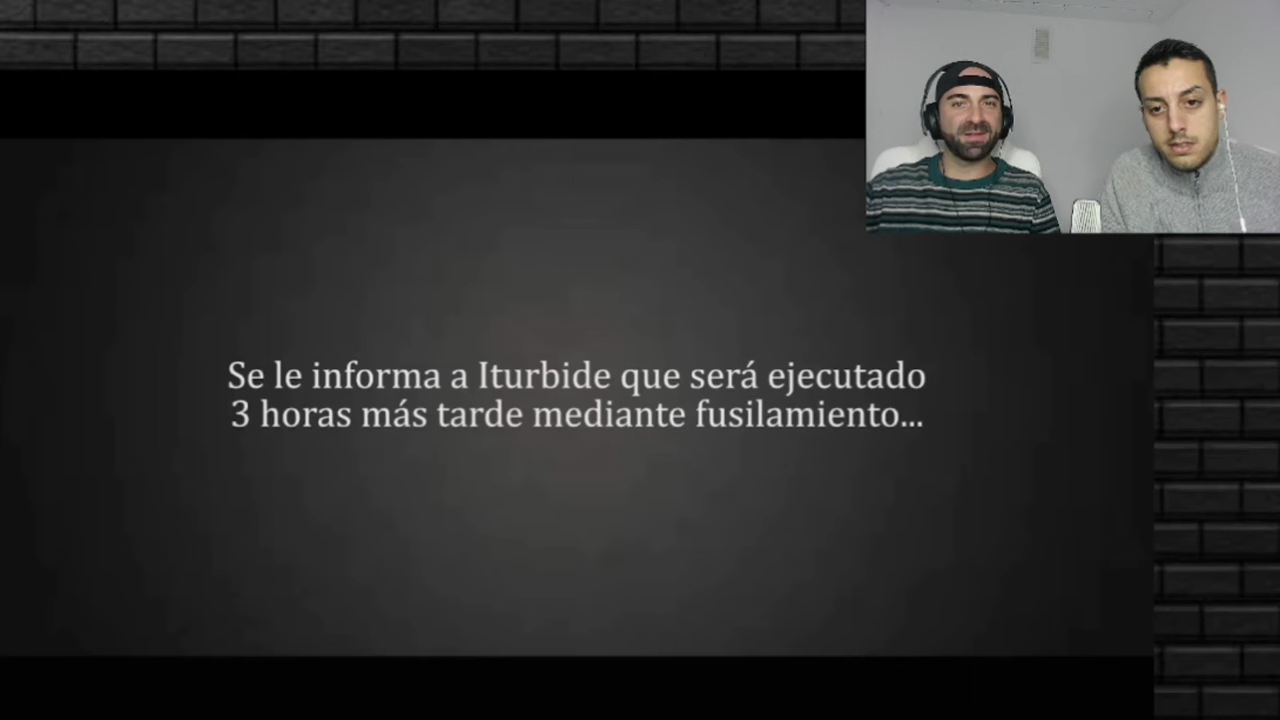 Se le informa a Iturbide que será ejecutado
3 horas más tarde mediante fusilamiento...